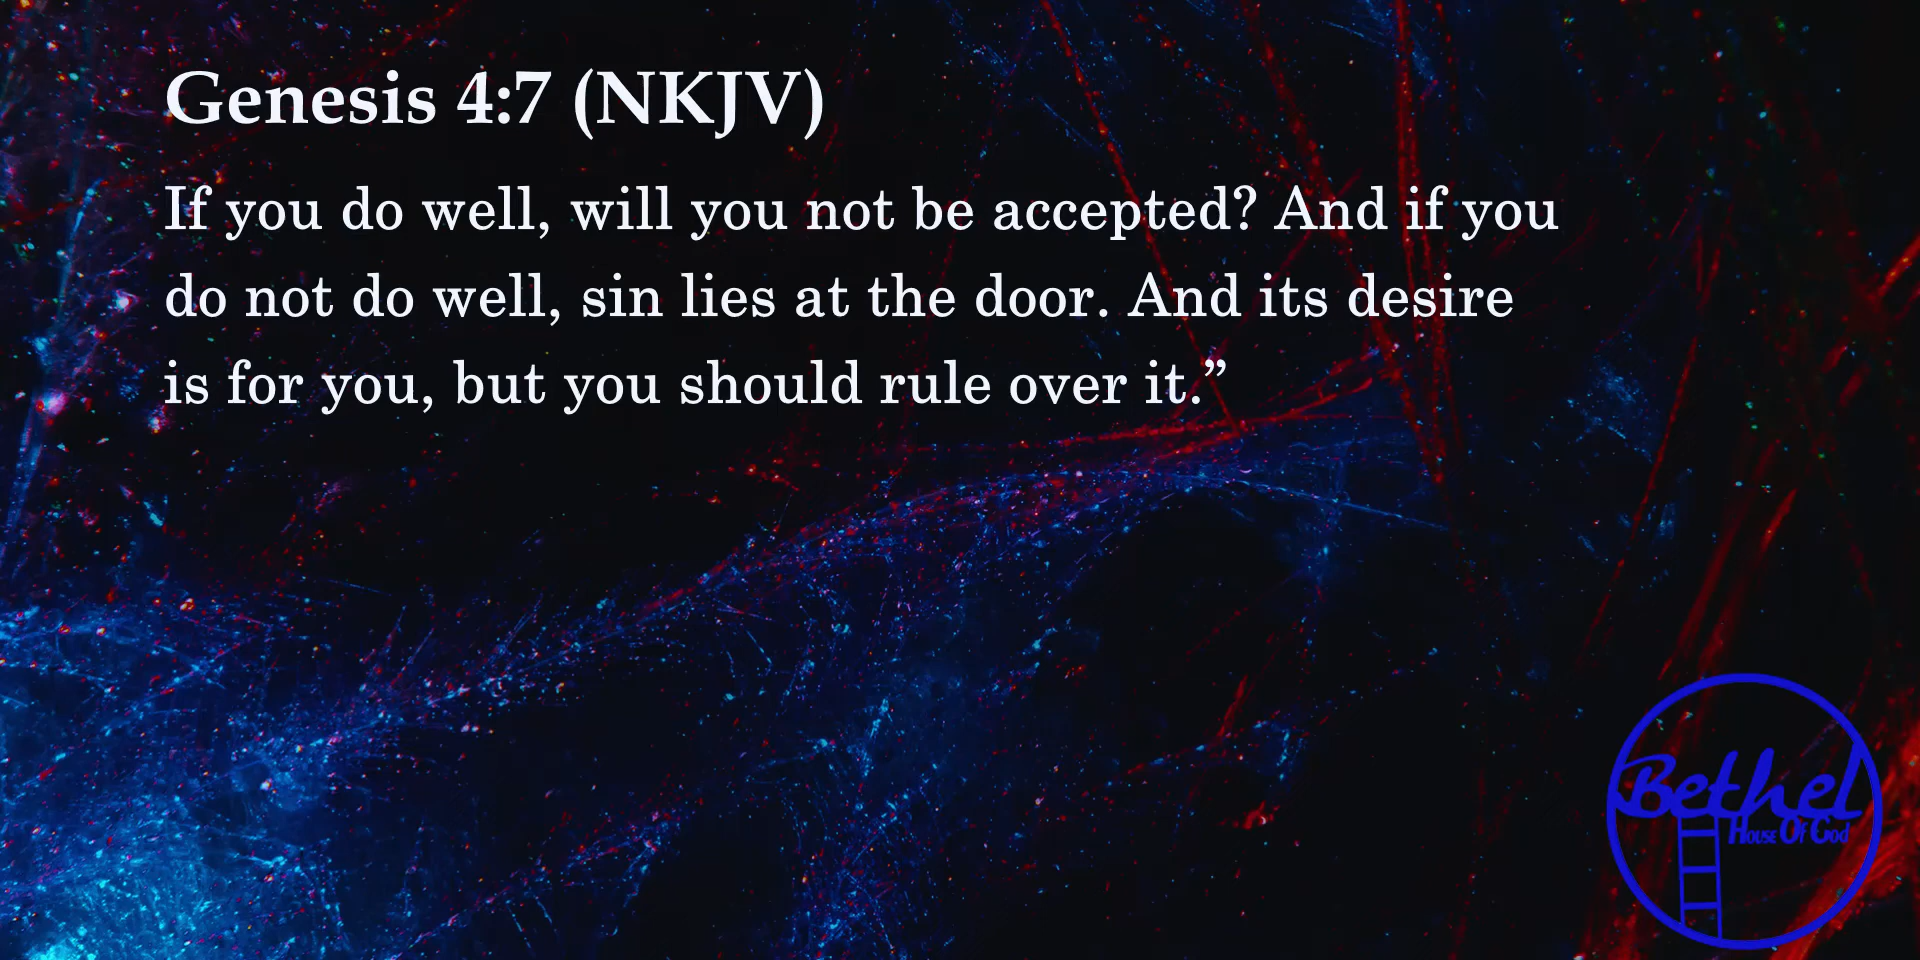 Genesis 4:7 (NKJV)
If you do well, will you not be accepted? And if you
do not do well, sin lies at the door. And its desire
is for you, but you should rule over it.”
Bethel
House Of God